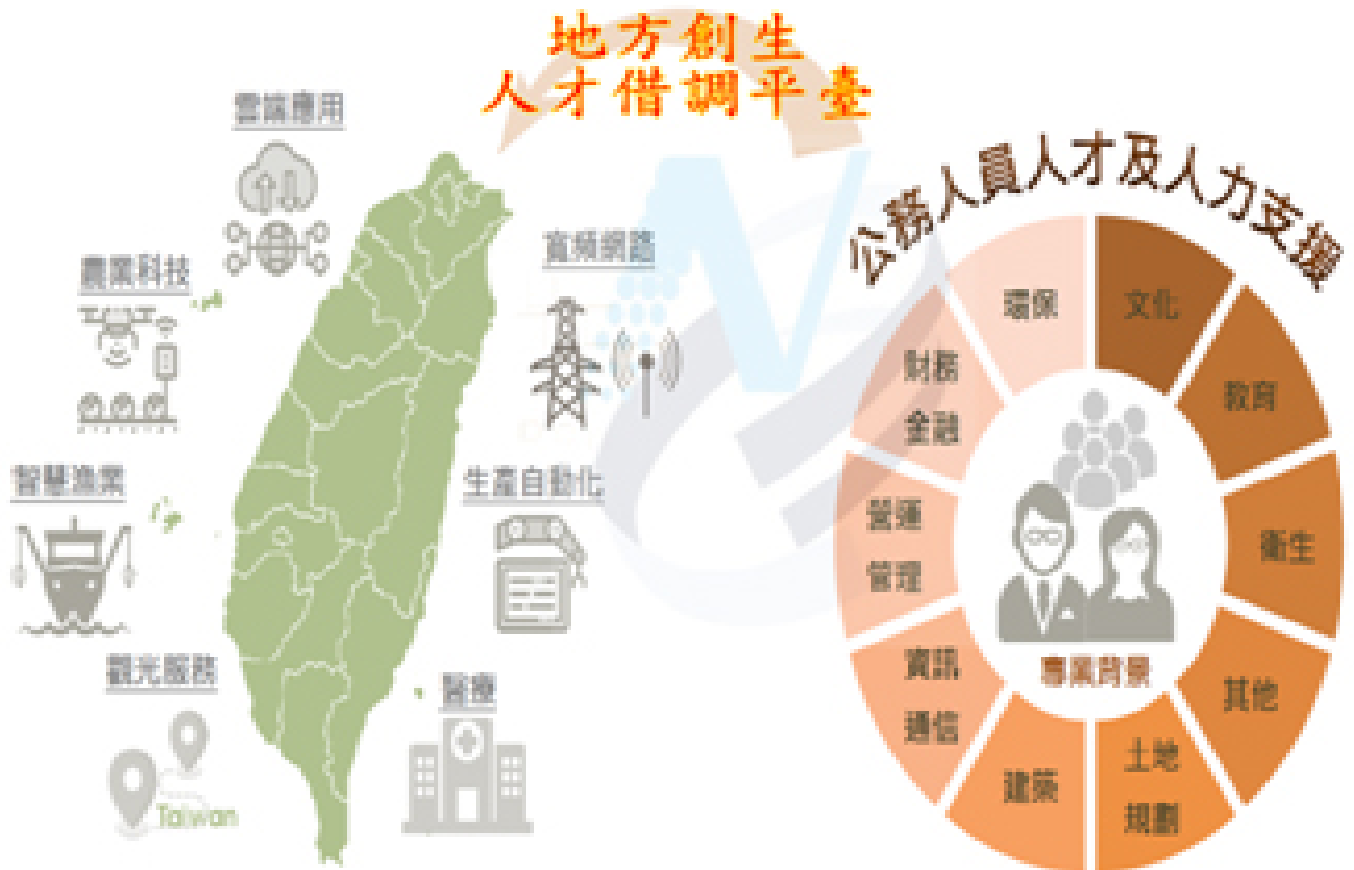 地方創生
人才借調平臺
雲端應用
農業科技
寬頻網路
智慧漁業
生產自動化
觀光服務
醫療
Taiwan
公務人員人才及人力支援
環保
文化
財務
金融
教育
營運
管理
衛生
資訊
通信
其他
建築
土地
規劃
專業背景